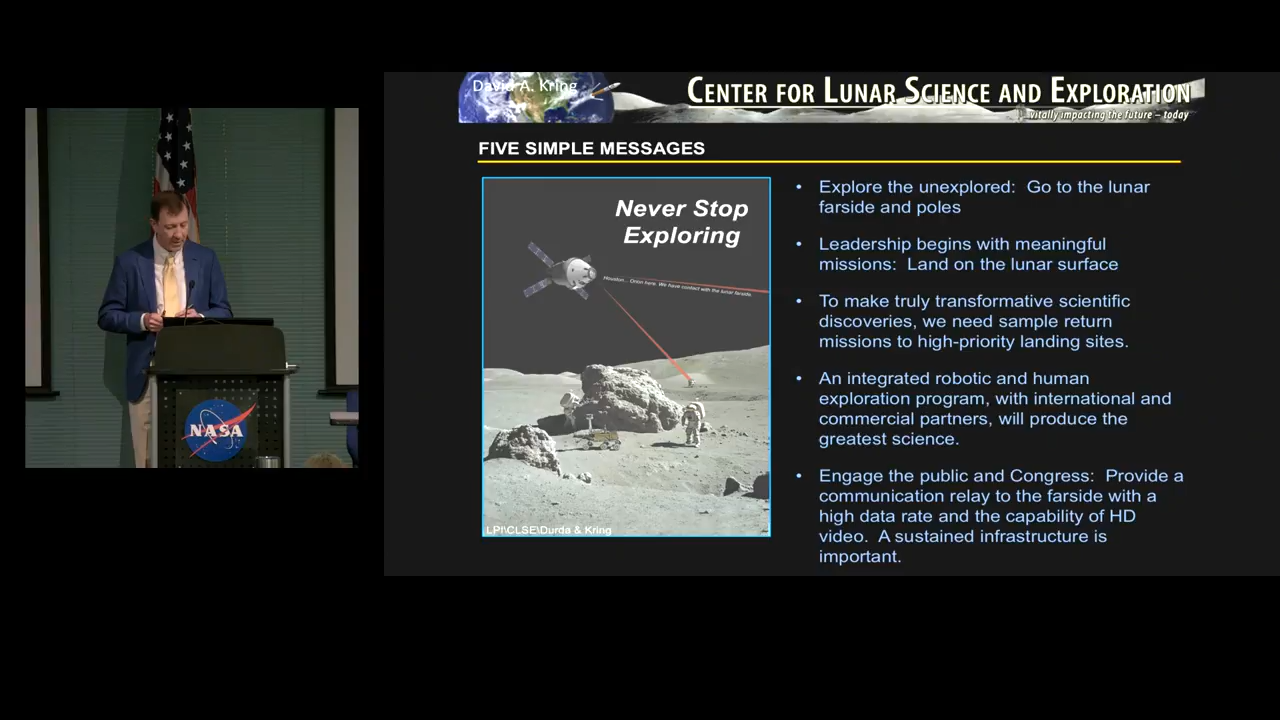 David A. Kring
CENTER FOR LUNAR SCIENCE AND EXPLORATION
vitally impacting the future – today
FIVE SIMPLE MESSAGES
Never Stop
Exploring
Houston... Orion here. We have contact with the lunar farside.
LPI\CLSE\Durda & Kring
• Explore the unexplored: Go to the lunar
farside and poles
• Leadership begins with meaningful
missions: Land on the lunar surface
• To make truly transformative scientific
discoveries, we need sample return
missions to high-priority landing sites.
• An integrated robotic and human
exploration program, with international and
commercial partners, will produce the
greatest science.
• Engage the public and Congress: Provide a
communication relay to the farside with a
high data rate and the capability of HD
video. A sustained infrastructure is
important.
NASA